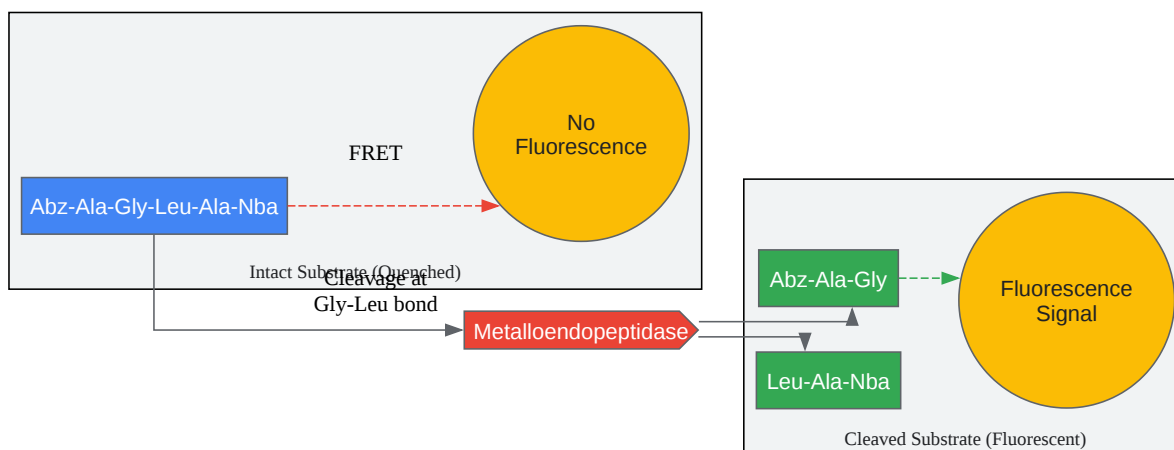 No
Fluorescence
FRET
Abz-Ala-Gly-Leu-Ala-Nba
Intact Substrate (Quenched)
Cleavage at
Gly-Leu bond
Metalloendopeptidase
Abz-Ala-Gly
Fluorescence
Signal
Leu-Ala-Nba
Cleaved Substrate (Fluorescent)